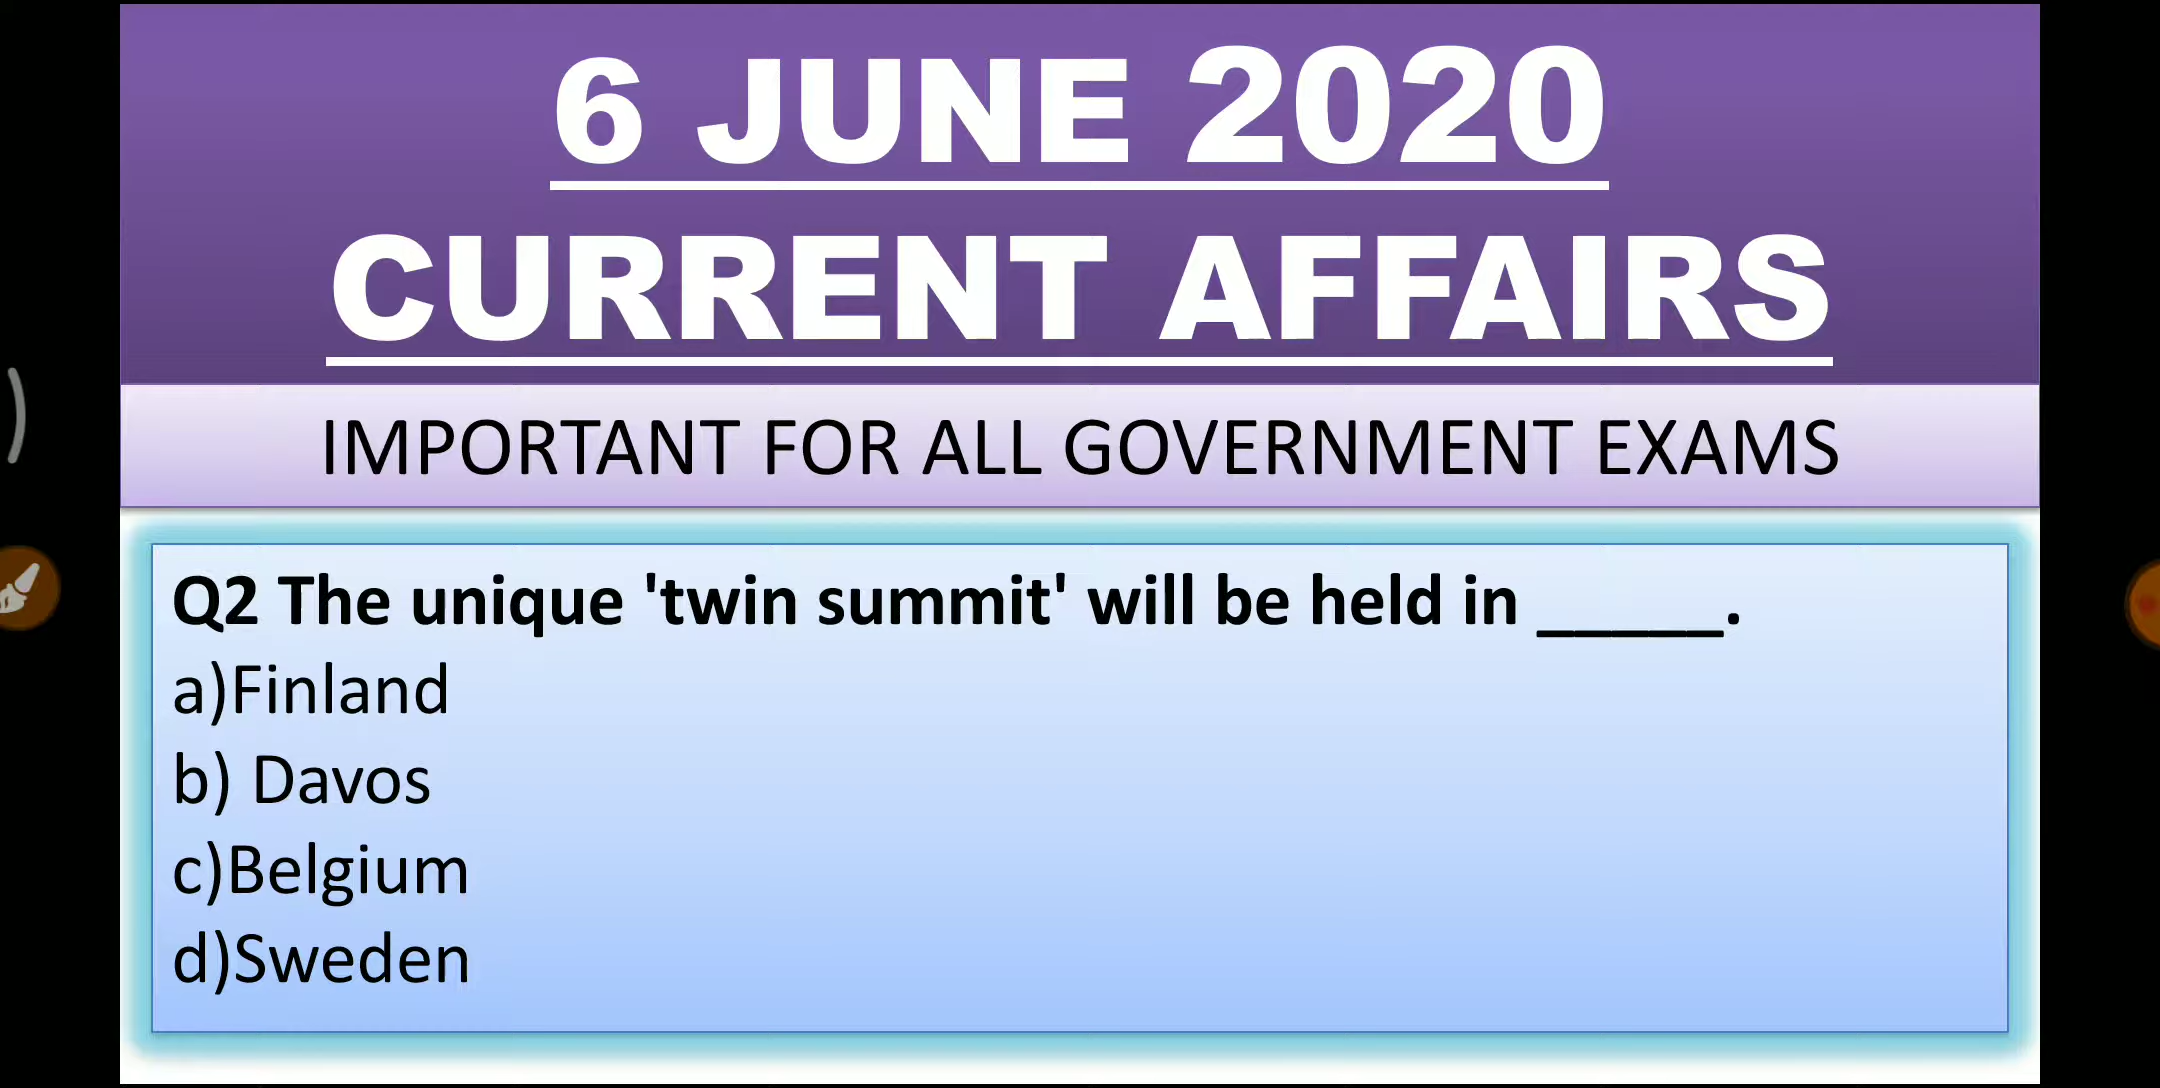 6 JUNE 2020
CURRENT AFFAIRS
IMPORTANT FOR ALL GOVERNMENT EXAMS
Q2 The unique 'twin summit' will be held in _____.
a)Finland
b) Davos
c)Belgium
d)Sweden